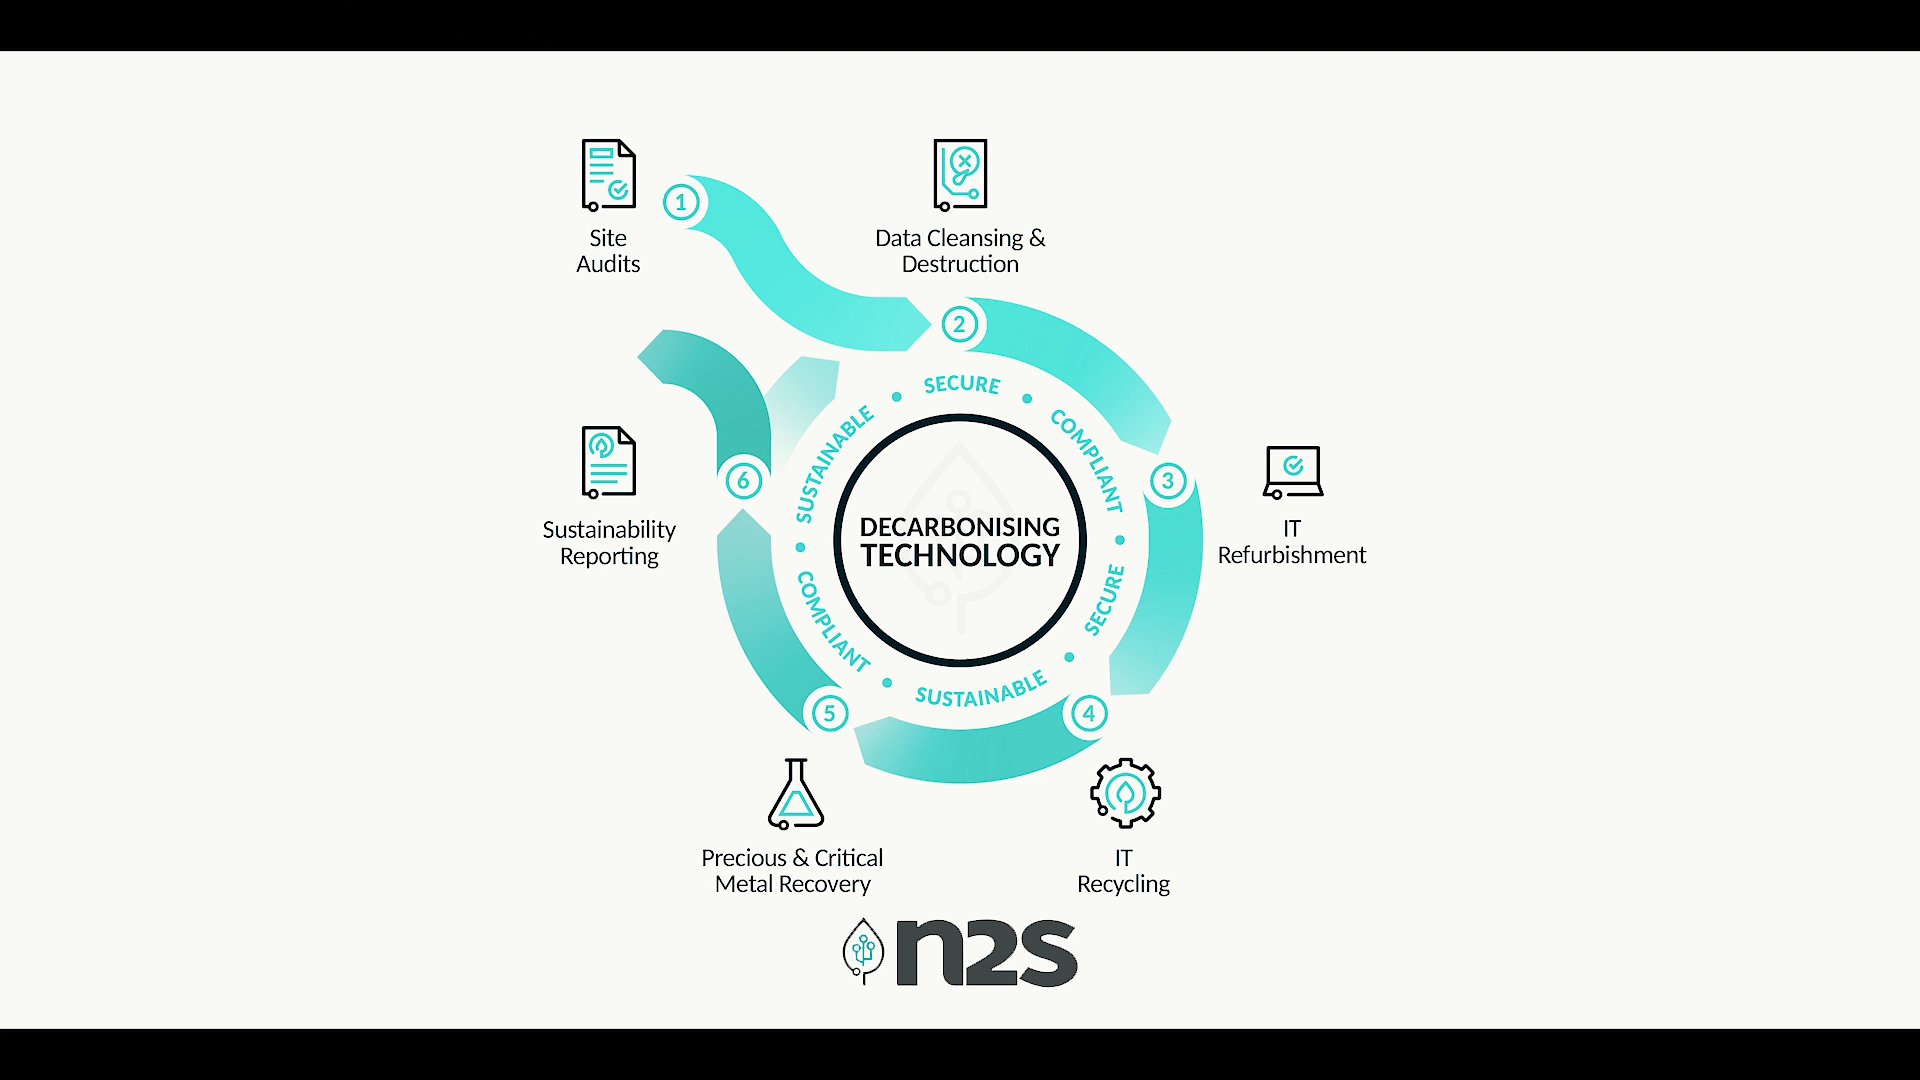 1
Site
Audits
2
Data Cleansing &
Destruction
3
IT
Refurbishment
4
IT
Recycling
5
Precious & Critical
Metal Recovery
6
Sustainability
Reporting
SECURE • COMPLIANT • SECURE • SUSTAINABLE • COMPLIANT • SUSTAINABLE •
DECARBONISING
TECHNOLOGY
n2s